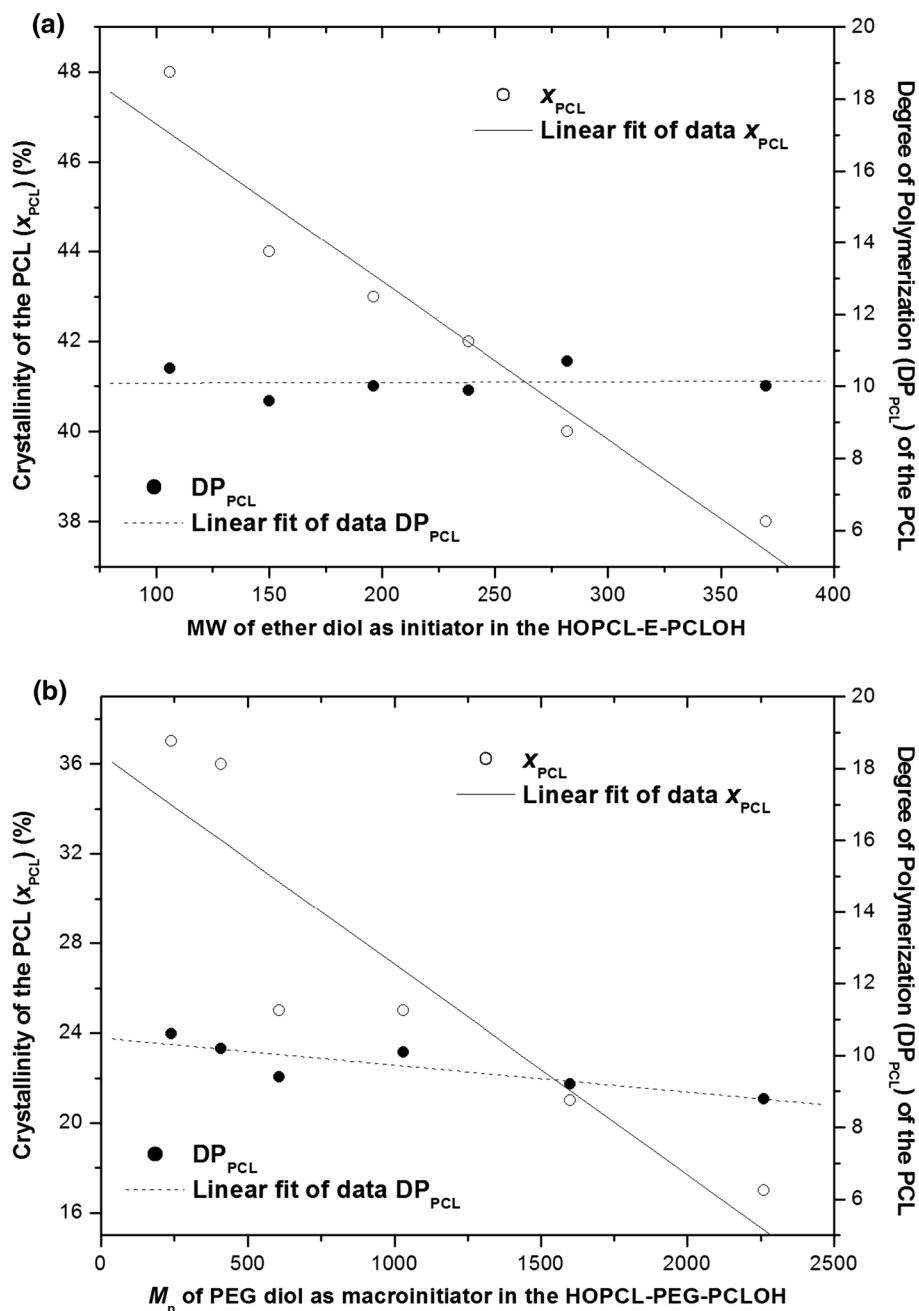 (a)
Crystallinity of the PCL (xPCL) (%)
48
46
44
42
40
38
xPCL
Linear fit of data xPCL
DPPCL
Linear fit of data DPPCL
20
18
16
14
12
10
8
6
Degree of Polymerization (DPPCL) of the PCL
100 150 200 250 300 350 400
MW of ether diol as initiator in the HOPCL-E-PCLOH
(b)
Crystallinity of the PCL (xPCL) (%)
36
32
28
24
20
16
xPCL
Linear fit of data xPCL
DPPCL
Linear fit of data DPPCL
20
18
16
14
12
10
8
6
Degree of Polymerization (DPPCL) of the PCL
0 500 1000 1500 2000 2500
Mn of PEG diol as macroinitiator in the HOPCL-PEG-PCLOH